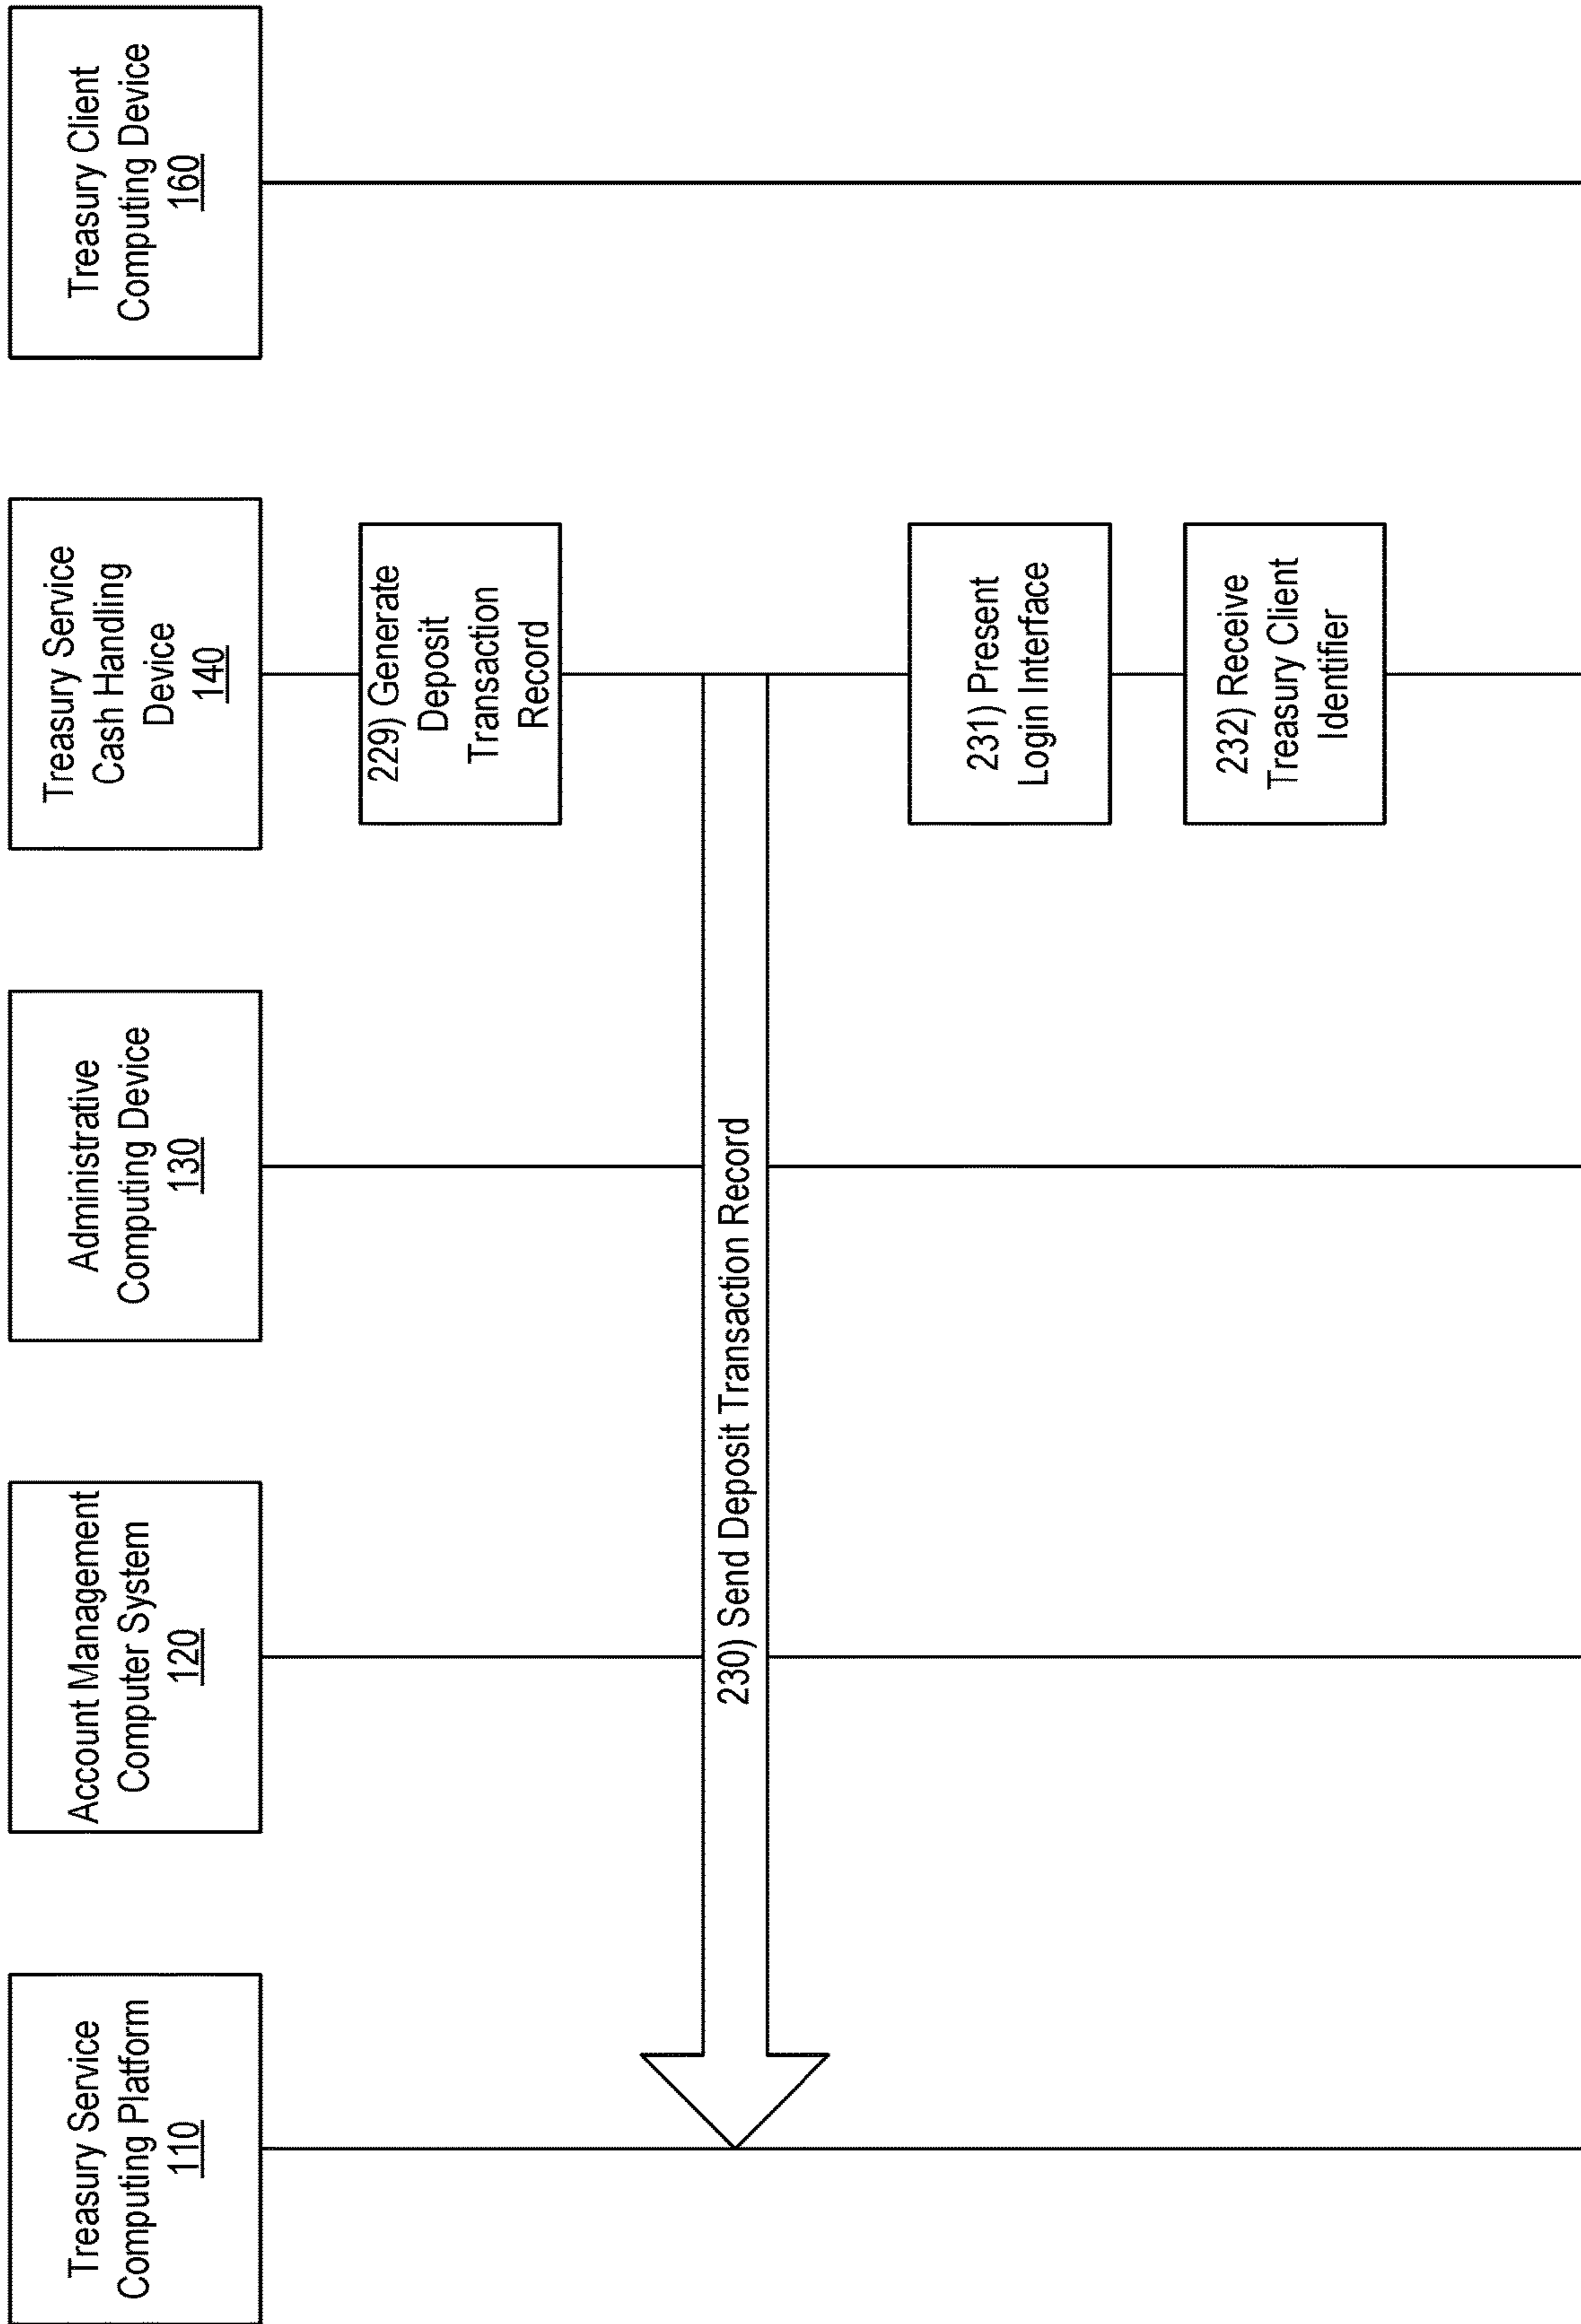 Treasury Service
Computing Platform
110
Account Management
Computer System
120
Administrative
Computing Device
130
Treasury Service
Cash Handling
Device
140
Treasury Client
Computing Device
160
229) Generate
Deposit
Transaction
Record
230) Send Deposit Transaction Record
231) Present
Login Interface
232) Receive
Treasury Client
Identifier